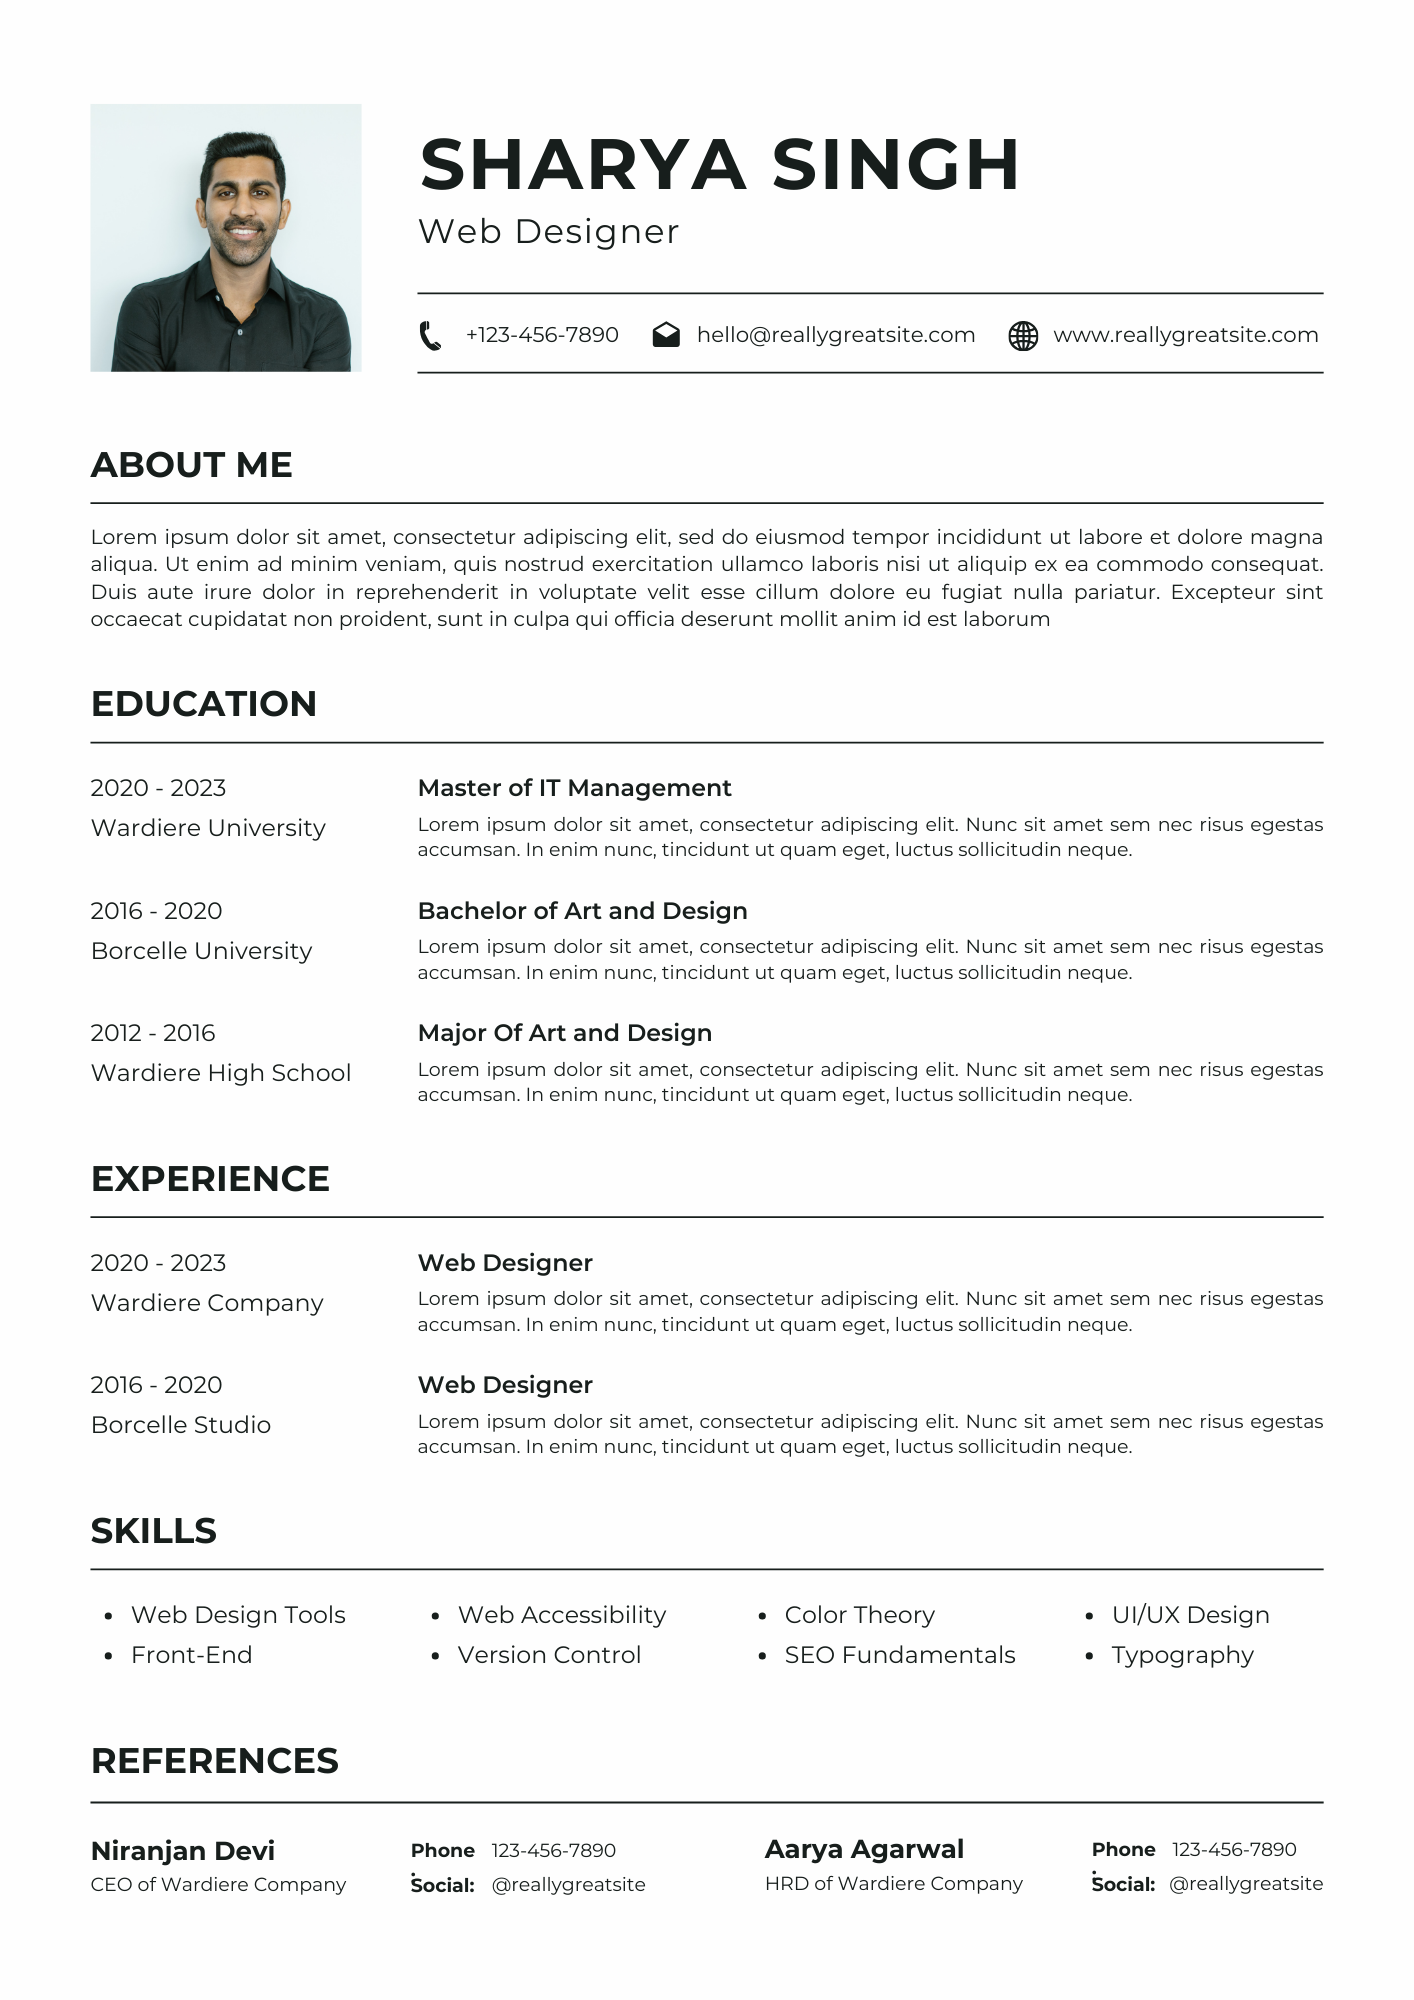 SHARYA SINGH
Web Designer
+123-456-7890 hello@reallygreatsite.com www.reallygreatsite.com
ABOUT ME
Lorem ipsum dolor sit amet, consectetur adipiscing elit, sed do eiusmod tempor incididunt ut labore et dolore magna
aliqua. Ut enim ad minim veniam, quis nostrud exercitation ullamco laboris nisi ut aliquip ex ea commodo consequat.
Duis aute irure dolor in reprehenderit in voluptate velit esse cillum dolore eu fugiat nulla pariatur. Excepteur sint
occaecat cupidatat non proident, sunt in culpa qui officia deserunt mollit anim id est laborum
EDUCATION
2020 - 2023
Wardiere University
Master of IT Management
Lorem ipsum dolor sit amet, consectetur adipiscing elit. Nunc sit amet sem nec risus egestas
accumsan. In enim nunc, tincidunt ut quam eget, luctus sollicitudin neque.
2016 - 2020
Borcelle University
Bachelor of Art and Design
Lorem ipsum dolor sit amet, consectetur adipiscing elit. Nunc sit amet sem nec risus egestas
accumsan. In enim nunc, tincidunt ut quam eget, luctus sollicitudin neque.
2012 - 2016
Wardiere High School
Major Of Art and Design
Lorem ipsum dolor sit amet, consectetur adipiscing elit. Nunc sit amet sem nec risus egestas
accumsan. In enim nunc, tincidunt ut quam eget, luctus sollicitudin neque.
EXPERIENCE
2020 - 2023
Wardiere Company
Web Designer
Lorem ipsum dolor sit amet, consectetur adipiscing elit. Nunc sit amet sem nec risus egestas
accumsan. In enim nunc, tincidunt ut quam eget, luctus sollicitudin neque.
2016 - 2020
Borcelle Studio
Web Designer
Lorem ipsum dolor sit amet, consectetur adipiscing elit. Nunc sit amet sem nec risus egestas
accumsan. In enim nunc, tincidunt ut quam eget, luctus sollicitudin neque.
SKILLS
• Web Design Tools
• Front-End
• Web Accessibility
• Version Control
• Color Theory
• SEO Fundamentals
• UI/UX Design
• Typography
REFERENCES
Niranjan Devi
CEO of Wardiere Company
Phone : 123-456-7890
Social: @reallygreatsite
Aarya Agarwal
HRD of Wardiere Company
Phone : 123-456-7890
Social: @reallygreatsite